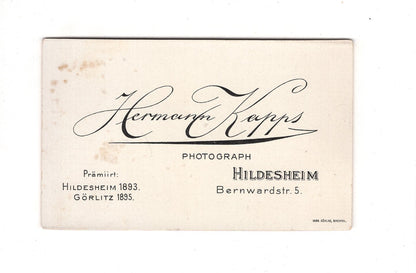 Hermann Kapps
PHOTOGRAPH
Prämiirt:
HILDESHEIM 1893.
GÖRLITZ 1895.
HILDESHEIM
Bernwardstr. 5.